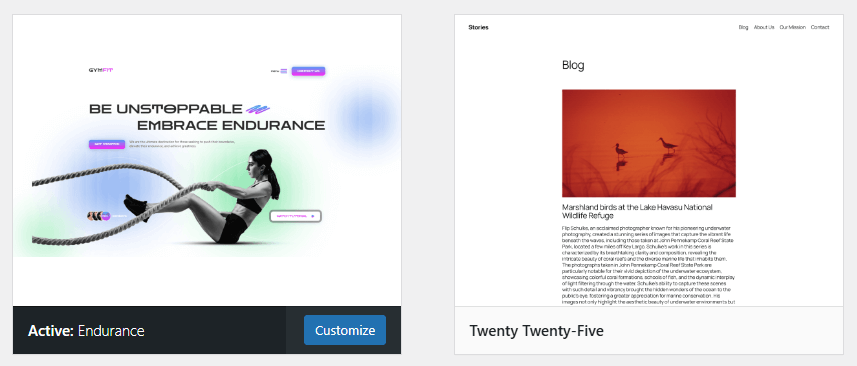 GYMFIT
BE UNSTOPPABLE
EMBRACE ENDURANCE
Active: Endurance
Customize
Stories
Blog About Us Our Mission Contact
Blog
Marshland birds at the Lake Havasu National
Wildlife Refuge
Flip Schulke, an acclaimed photographer known for his pioneering underwater
photography, created a stunning series of images that capture the vibrant life
beneath the waves, including those taken at John Pennekamp Coral Reef State
Park, located a few miles off Key Largo. Schulke's work in this series is
characterized by its breathtaking clarity and composition, revealing the
intricate beauty of coral reefs and the diverse marine life that inhabits them.
The photographs taken in John Pennekamp Coral Reef State Park are
particularly notable for their vivid depiction of the underwater ecosystem,
showcasing colorful coral formations, schools of fish, and the dynamic interplay
of light filtering through the water. Schulke's ability to capture these scenes
with such detail and vibrancy brought the hidden wonders of the ocean to the
public's eye, fostering a greater appreciation for marine conservation. His
images not only highlight the aesthetic beauty of underwater environments but
Twenty Twenty-Five